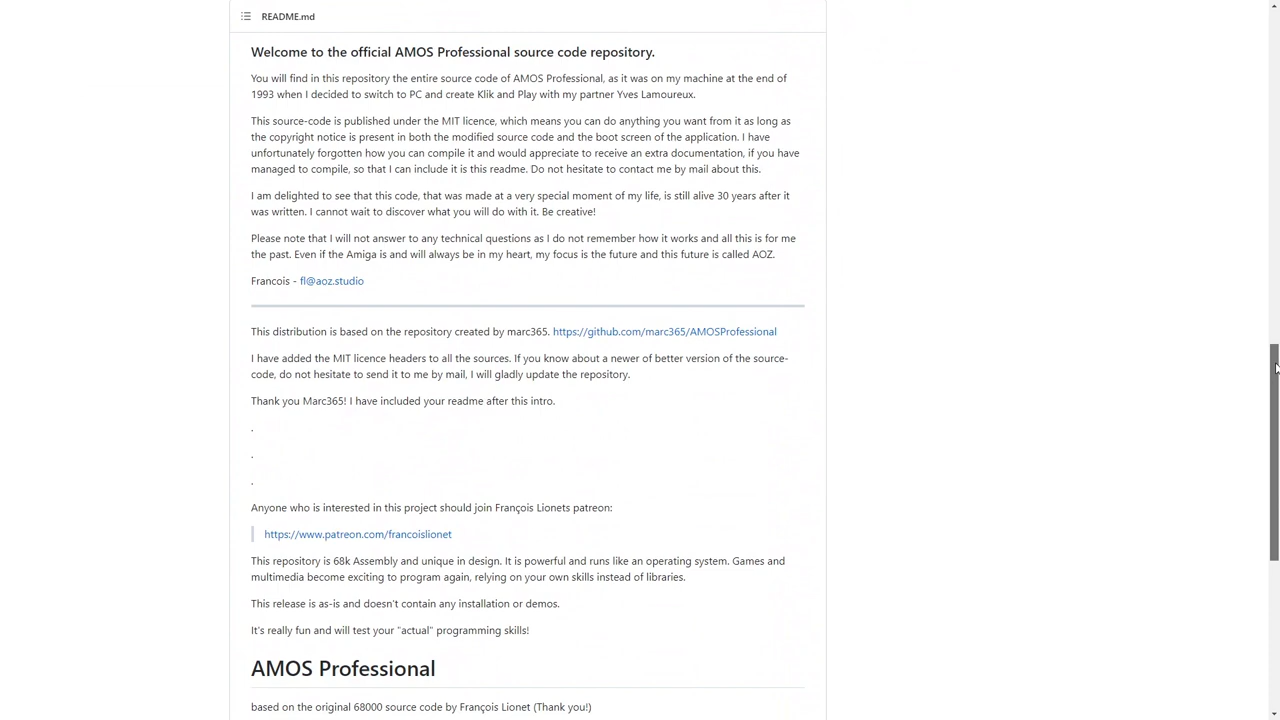 README.md
Welcome to the official AMOS Professional source code repository.
You will find in this repository the entire source code of AMOS Professional, as it was on my machine at the end of
1993 when I decided to switch to PC and create Klik and Play with my partner Yves Lamoureux.
This source-code is published under the MIT licence, which means you can do anything you want from it as long as
the copyright notice is present in both the modified source code and the boot screen of the application. I have
unfortunately forgotten how you can compile it and would appreciate to receive an extra documentation, if you have
managed to compile, so that I can include it is this readme. Do not hesitate to contact me by mail about this.
I am delighted to see that this code, that was made at a very special moment of my life, is still alive 30 years after it
was written. I cannot wait to discover what you will do with it. Be creative!
Please note that I will not answer to any technical questions as I do not remember how it works and all this is for me
the past. Even if the Amiga is and will always be in my heart, my focus is the future and this future is called AOZ.
Francois - fl@aoz.studio
This distribution is based on the repository created by marc365. https://github.com/marc365/AMOSProfessional
I have added the MIT licence headers to all the sources. If you know about a newer of better version of the source-
code, do not hesitate to send it to me by mail, I will gladly update the repository.
Thank you Marc365! I have included your readme after this intro.
.
.
.
Anyone who is interested in this project should join François Lionets patreon:
https://www.patreon.com/francoislionet
This repository is 68k Assembly and unique in design. It is powerful and runs like an operating system. Games and
multimedia become exciting to program again, relying on your own skills instead of libraries.
This release is as-is and doesn't contain any installation or demos.
It's really fun and will test your "actual" programming skills!
AMOS Professional
based on the original 68000 source code by François Lionet (Thank you!)